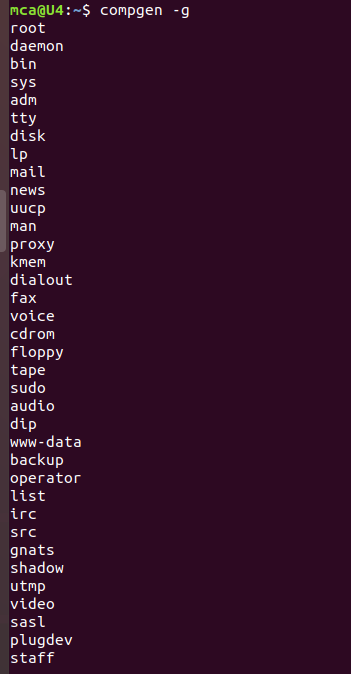 mca@U4:~$ compgen -g
root
daemon
bin
sys
adm
tty
disk
lp
mail
news
uucp
man
proxy
kmem
dialout
fax
voice
cdrom
floppy
tape
sudo
audio
dip
www-data
backup
operator
list
irc
src
gnats
shadow
utmp
video
sasl
plugdev
staff